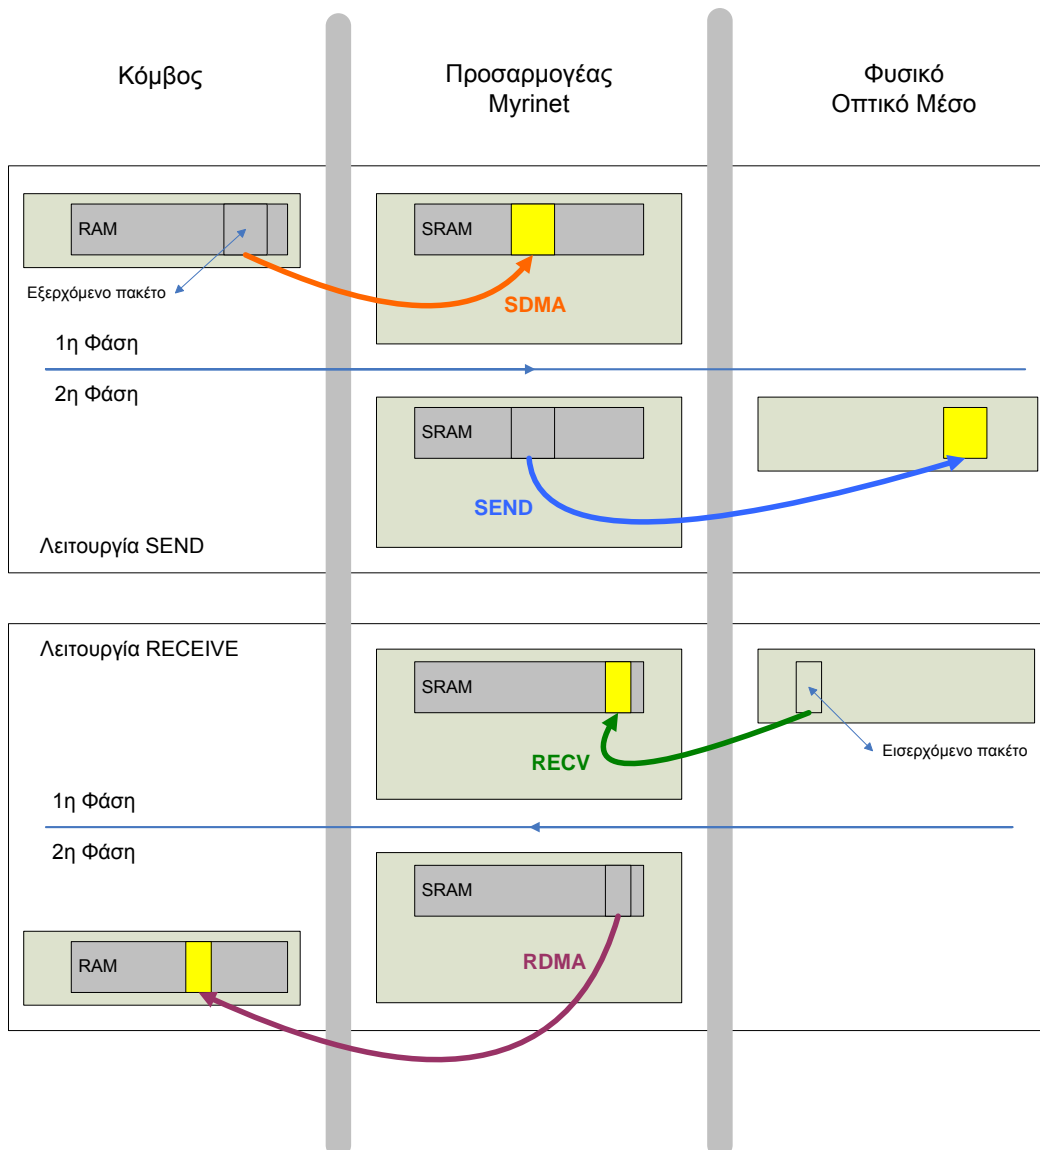 Κόμβος
Προσαρμογέας
Myrinet
Φυσικό
Οπτικό Μέσο
RAM
SRAM
Εξερχόμενο πακέτο
SDMA
1η Φάση
2η Φάση
SRAM
SEND
Λειτουργία SEND
Λειτουργία RECEIVE
SRAM
RECV
Εισερχόμενο πακέτο
1η Φάση
2η Φάση
SRAM
RAM
RDMA